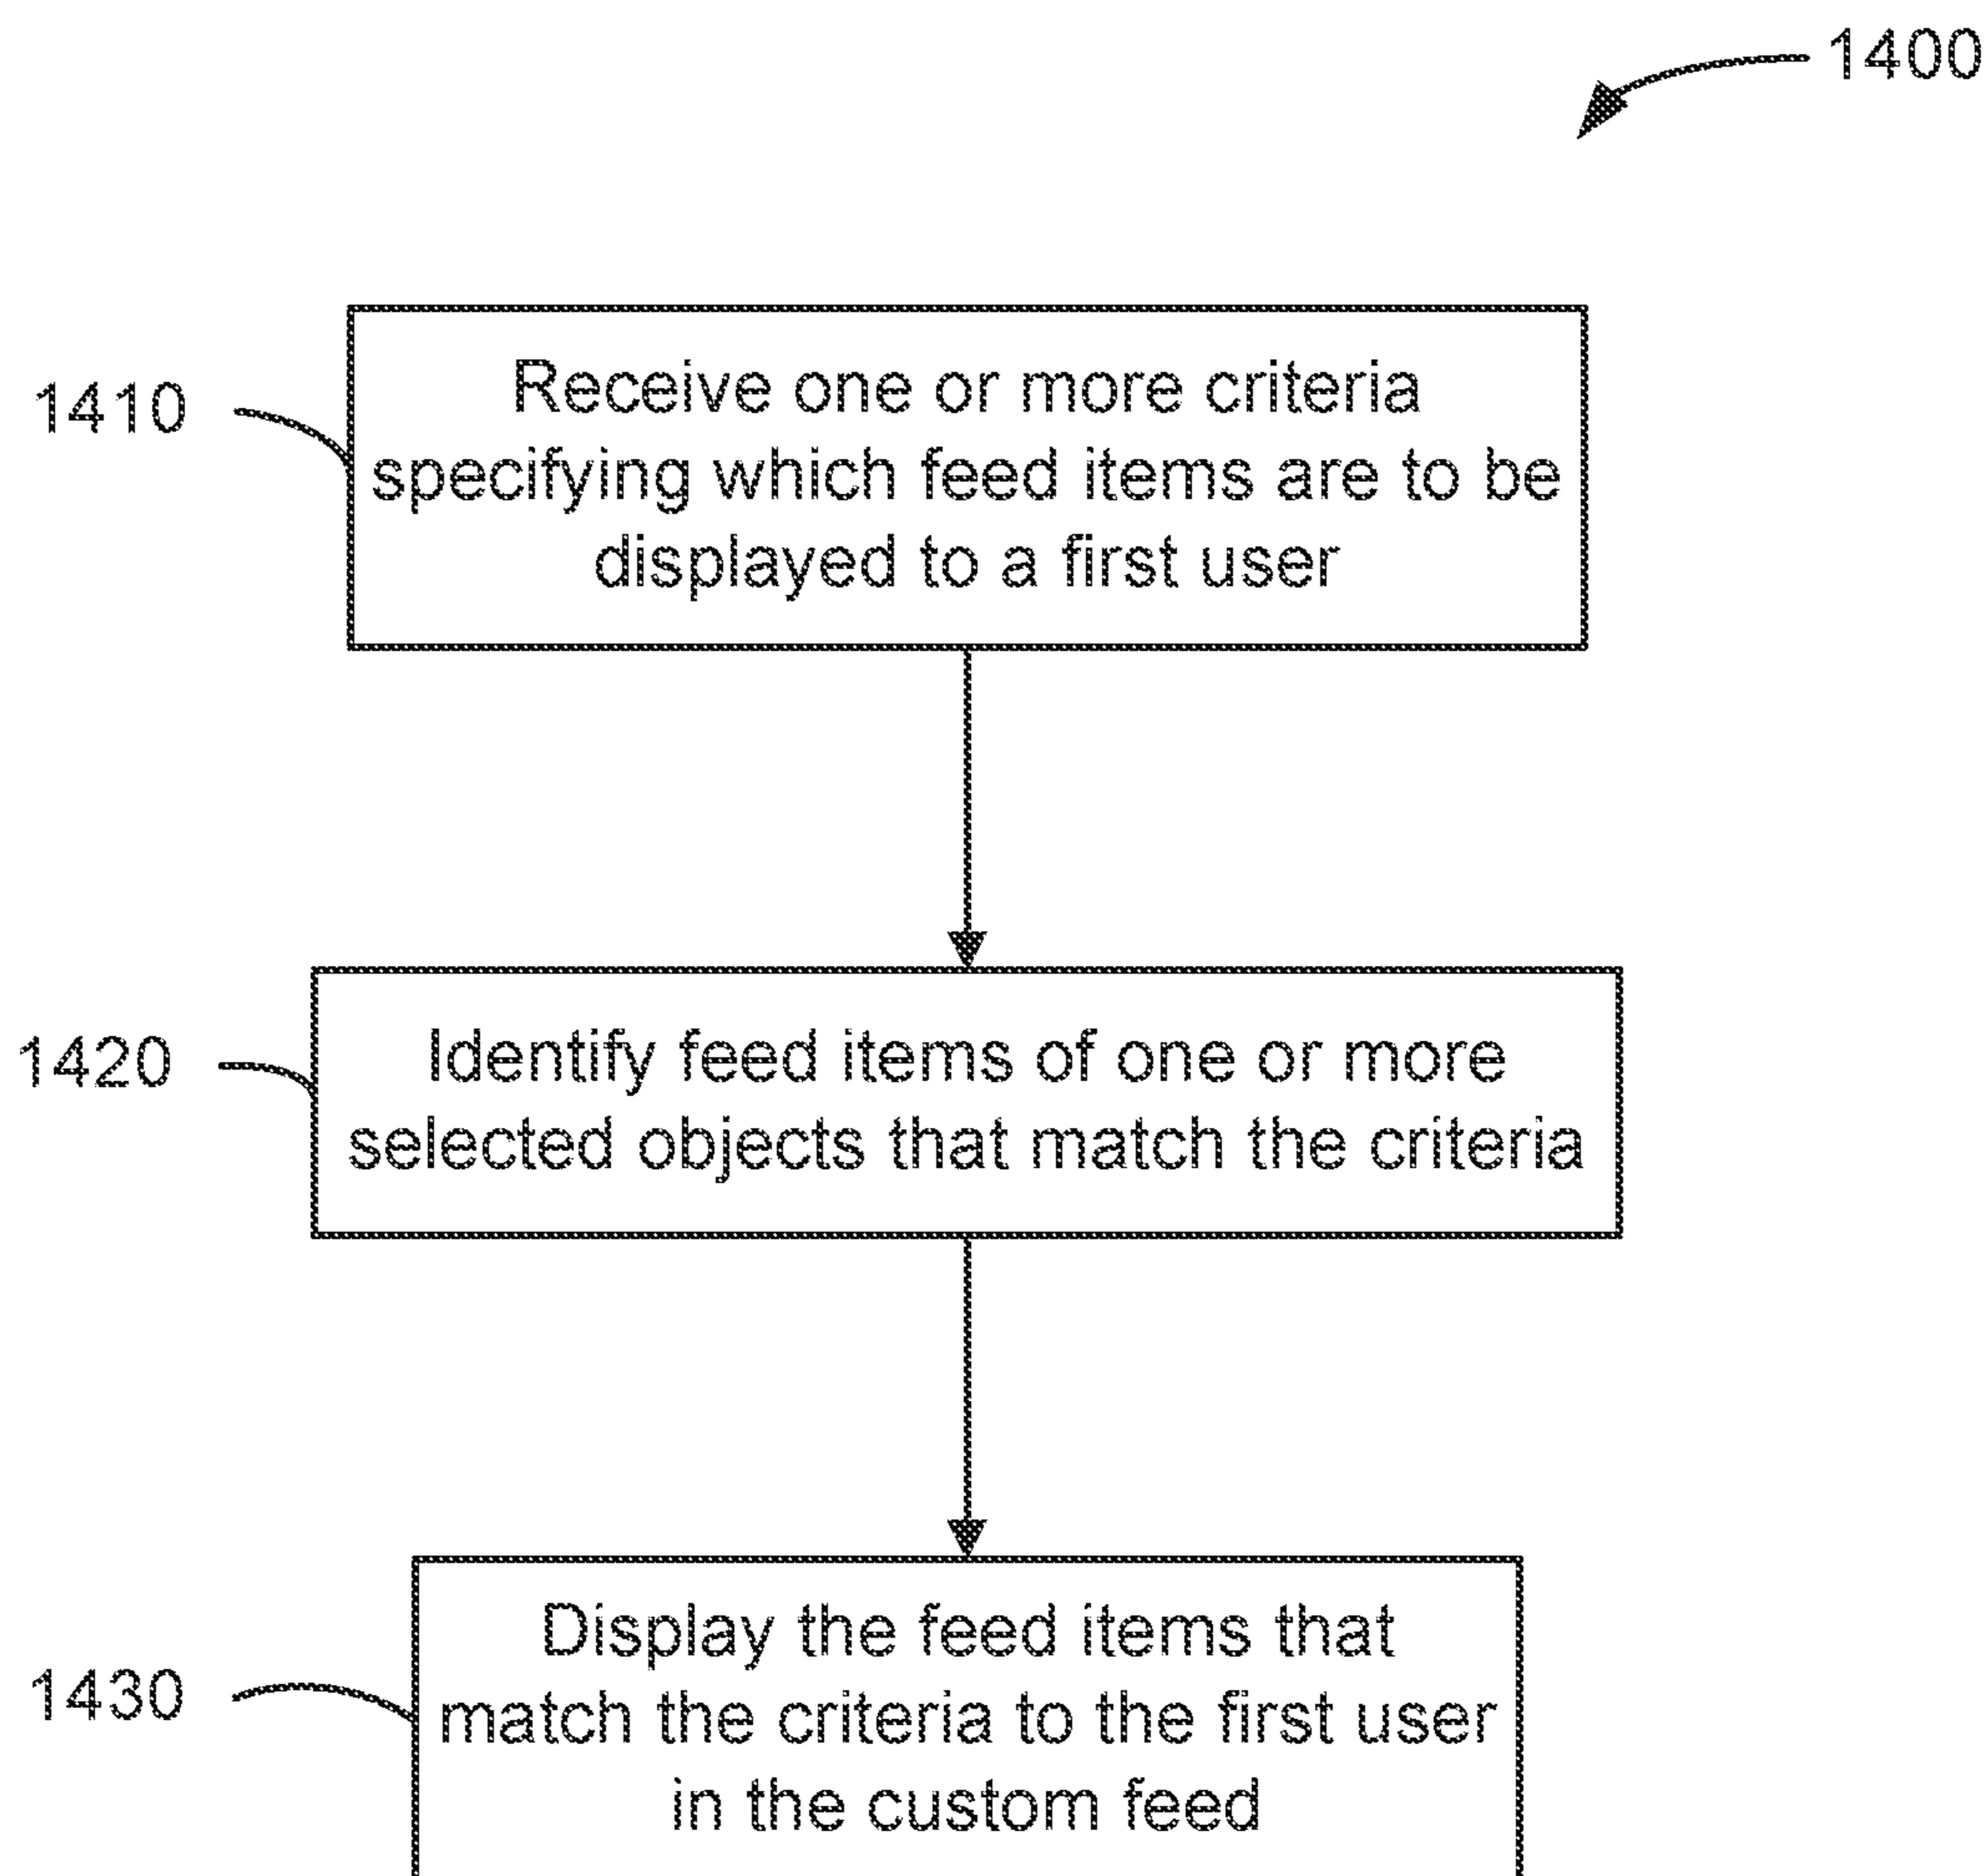 1400
1410
Receive one or more criteria
specifying which feed items are to be
displayed to a first user
1420
Identify feed items of one or more
selected objects that match the criteria
1430
Display the feed items that
match the criteria to the first user
in the custom feed